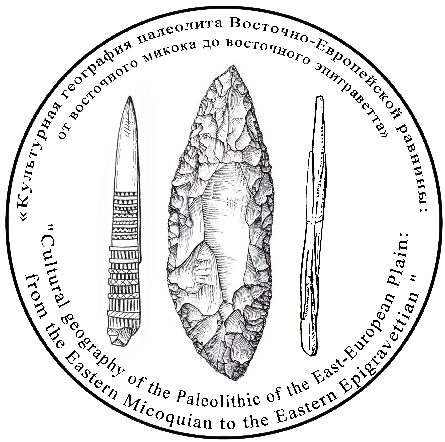 «Культурная география палеолита Восточно-Европейской равнины:
от восточного микока до восточного эпиграветта»
"Cultural geography of the Paleolithic of the East-European Plain:
from the Eastern Micoquian to the Eastern Epigravettian "